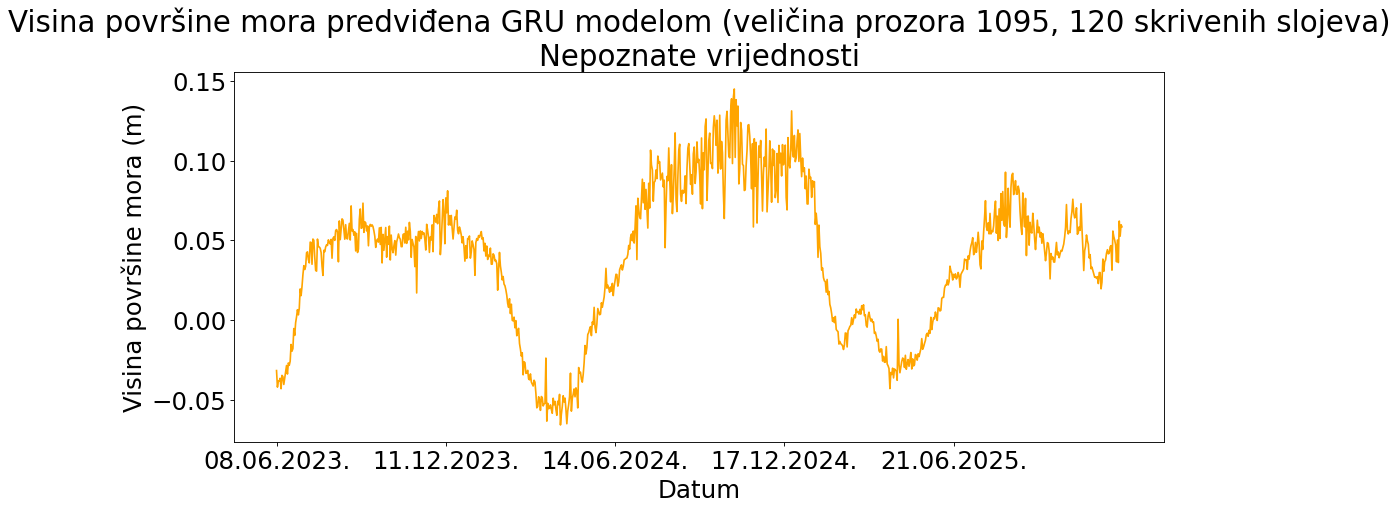 Visina površine mora predviđena GRU modelom (veličina prozora 1095, 120 skrivenih slojeva)
Nepoznate vrijednosti
Visina površine mora (m)
0.15
0.10
0.05
0.00
−0.05
08.06.2023. 11.12.2023. 14.06.2024. 17.12.2024. 21.06.2025.
Datum